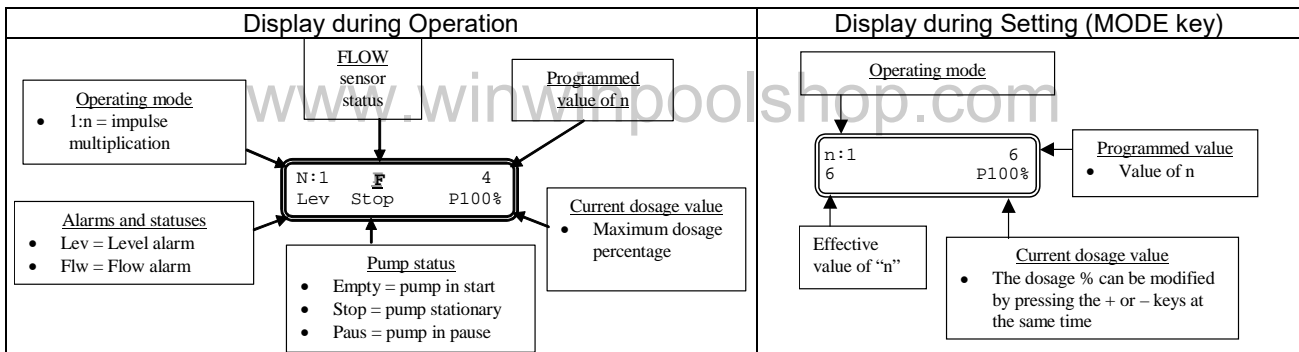 Display during Operation
Display during Setting (MODE key)
www.winwinpoolshop.com
FLOW
sensor
status
Operating mode
• 1:n = impulse
multiplication
Programmed
value of n
N:1 F 4
Lev Stop P100%
Alarms and statuses
• Lev = Level alarm
• Flw = Flow alarm
Pump status
• Empty = pump in start
• Stop = pump stationary
• Paus = pump in pause
Current dosage value
• Maximum dosage
percentage
Operating mode
n:1 6
6 P100%
Programmed value
• Value of n
Effective
value of “n”
Current dosage value
• The dosage % can be modified
by pressing the + or – keys at
the same time